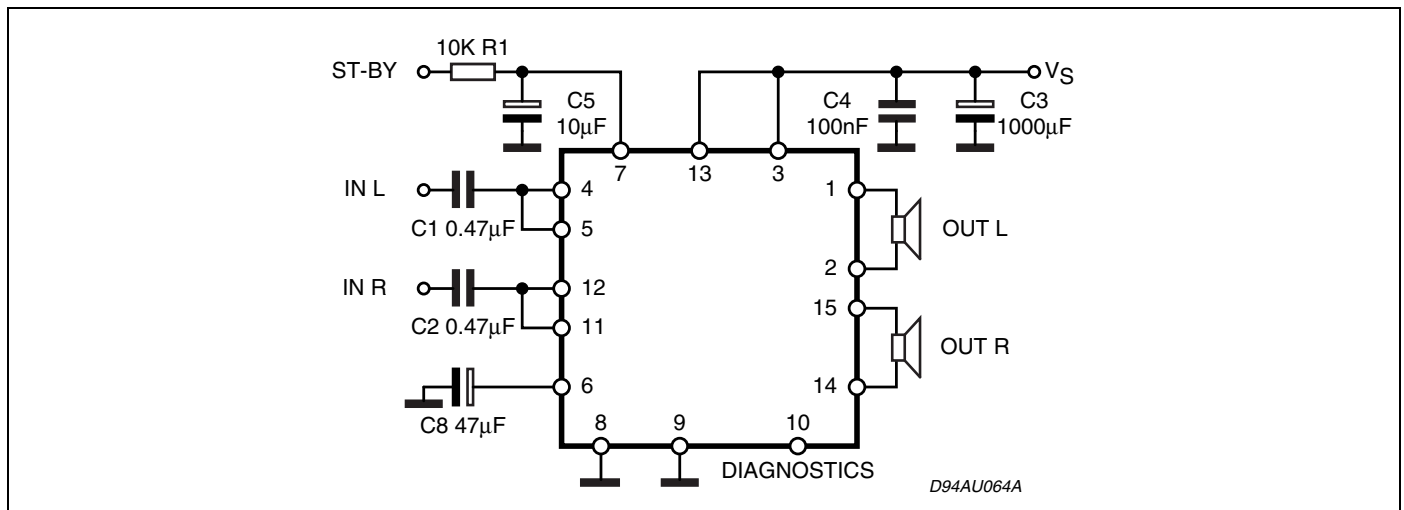 10K R1
ST-BY
C5
10μF
C4
100nF
C3
1000μF
VS
7
13
3
IN L
C1 0.47μF
4
5
IN R
C2 0.47μF
12
11
C8 47μF
6
1
2
OUT L
15
14
OUT R
8
9
10
DIAGNOSTICS
D94AU064A